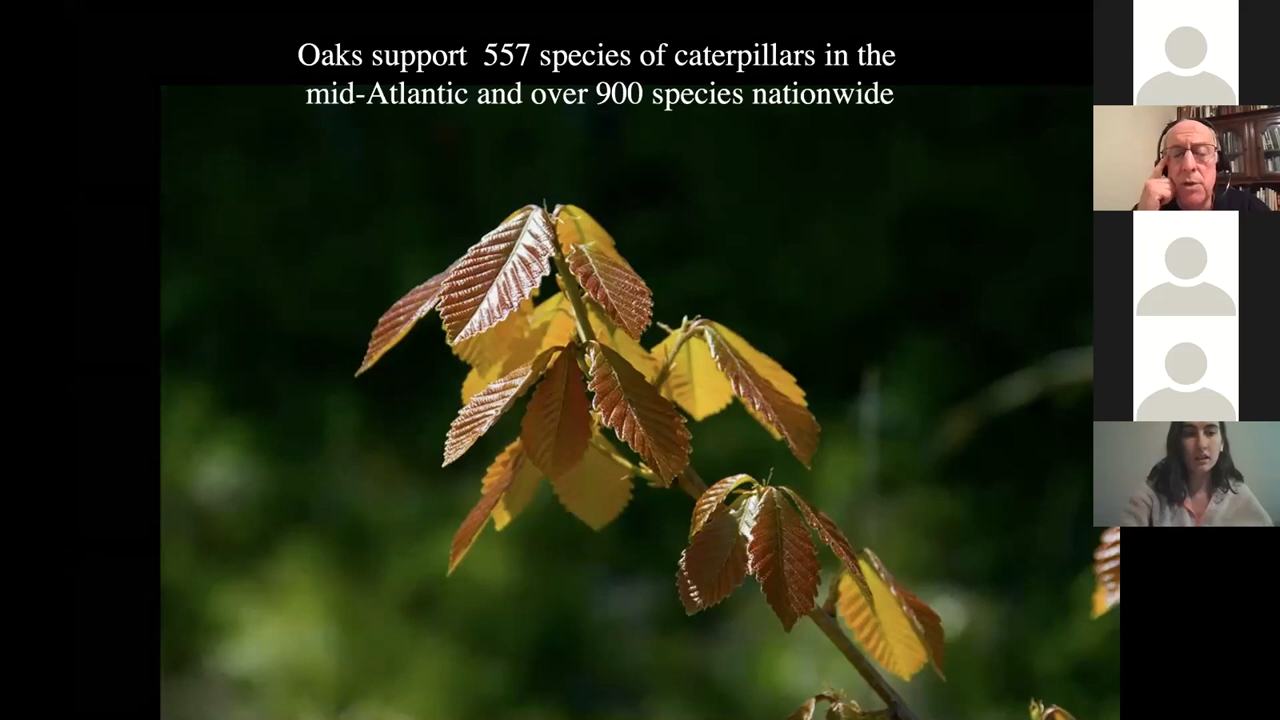 Oaks support 557 species of caterpillars in the
mid-Atlantic and over 900 species nationwide